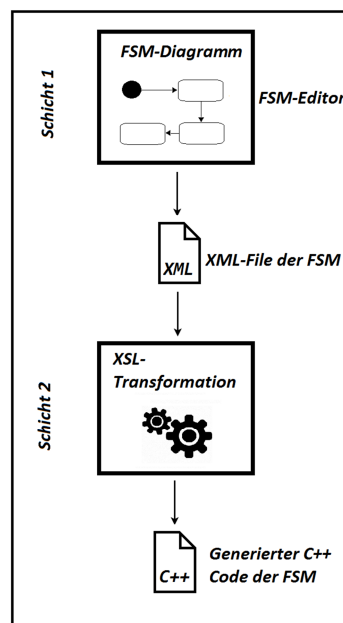 Schicht 1
FSM-Diagramm
FSM-Editor
XML
XML-File der FSM
Schicht 2
XSL-
Transformation
C++
Generierter C++
Code der FSM